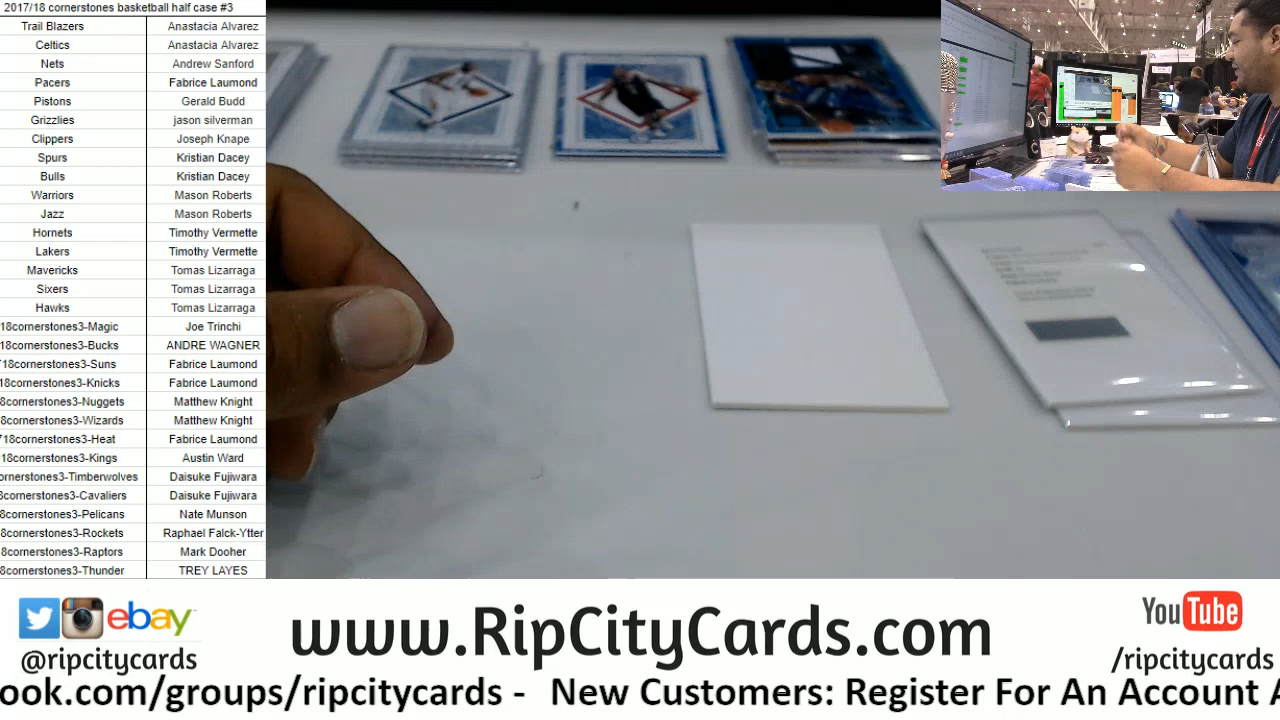 2017/18 cornerstones basketball half case #3
Trail Blazers Anastacia Alvarez
Celtics Anastacia Alvarez
Nets Andrew Sanford
Pacers Fabrice Laumond
Pistons Gerald Budd
Grizzlies jason silverman
Clippers Joseph Knape
Spurs Kristian Dacey
Bulls Kristian Dacey
Warriors Mason Roberts
Jazz Mason Roberts
Hornets Timothy Vermette
Lakers Timothy Vermette
Mavericks Tomas Lizarraga
Sixers Tomas Lizarraga
Hawks Tomas Lizarraga
18cornerstones3-Magic Joe Trinchi
18cornerstones3-Bucks ANDRE WAGNER
18cornerstones3-Suns Fabrice Laumond
8cornerstones3-Knicks Fabrice Laumond
8cornerstones3-Nuggets Matthew Knight
8cornerstones3-Wizards Matthew Knight
718cornerstones3-Heat Fabrice Laumond
18cornerstones3-Kings Austin Ward
ornerstones3-Timberwolves Daisuke Fujiwara
8cornerstones3-Cavaliers Daisuke Fujiwara
8cornerstones3-Pelicans Nate Munson
8cornerstones3-Rockets Raphael Falck-Ytter
8cornerstones3-Raptors Mark Dooher
8cornerstones3-Thunder TREY LAYES
ebay
@ripcitycards
www.RipCityCards.com
YouTube
/ripcitycards
ook.com/groups/ripcitycards - New Customers: Register For An Account A